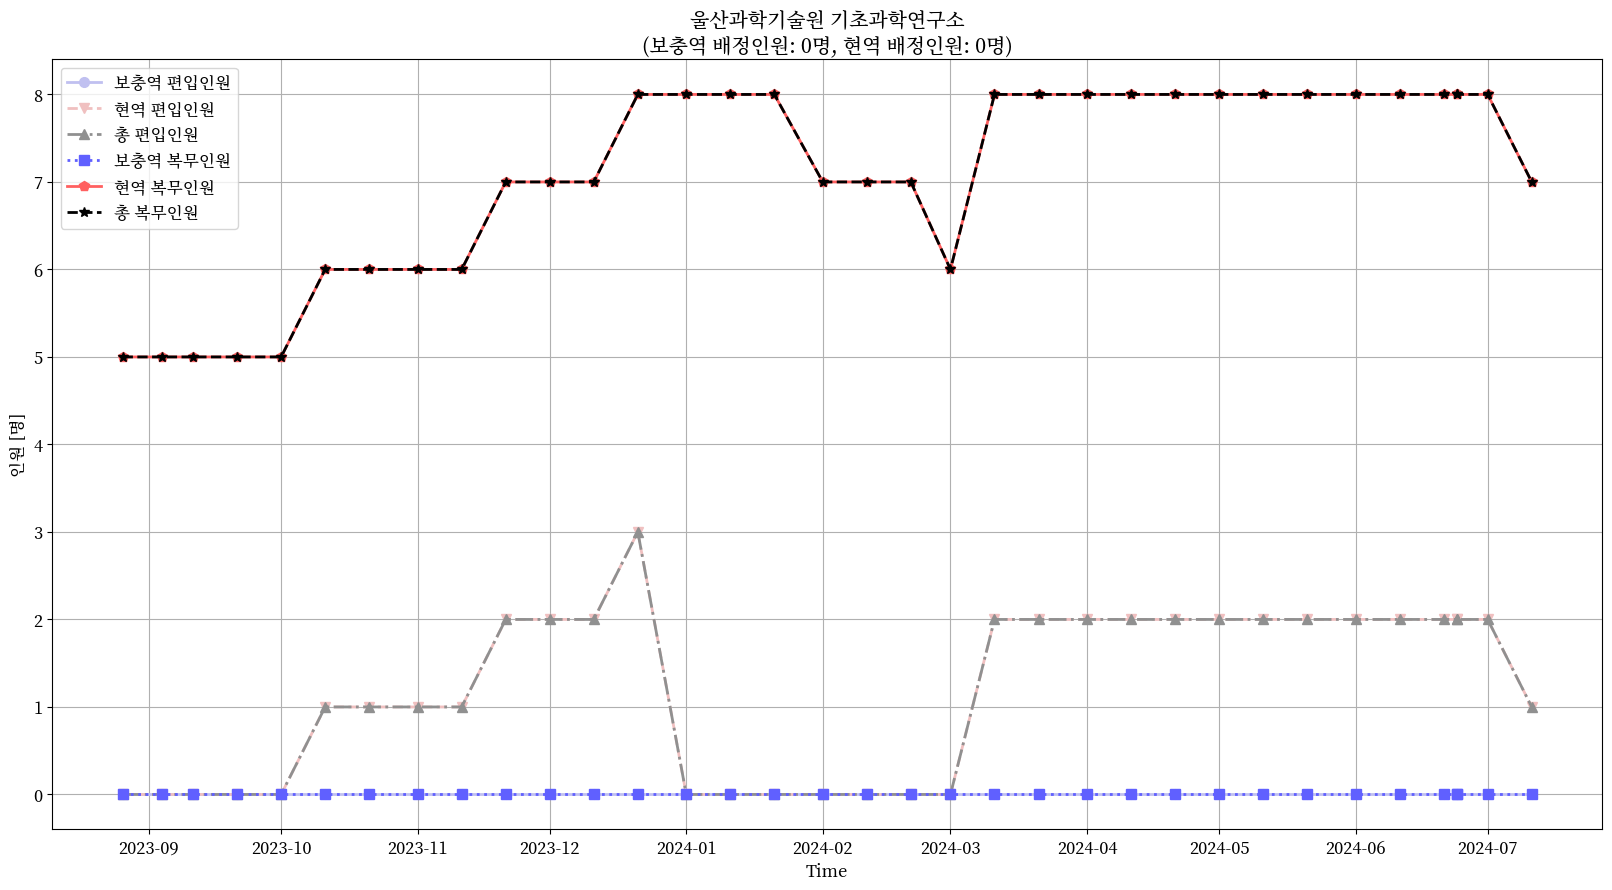 울산과학기술원 기초과학연구소
(보충역 배정인원: 0명, 현역 배정인원: 0명)
보충역 편입인원
현역 편입인원
총 편입인원
보충역 복무인원
현역 복무인원
총 복무인원
8
7
6
5
4
3
2
1
0
인원 [명]
2023-09
2023-10
2023-11
2023-12
2024-01
2024-02
2024-03
2024-04
2024-05
2024-06
2024-07
Time